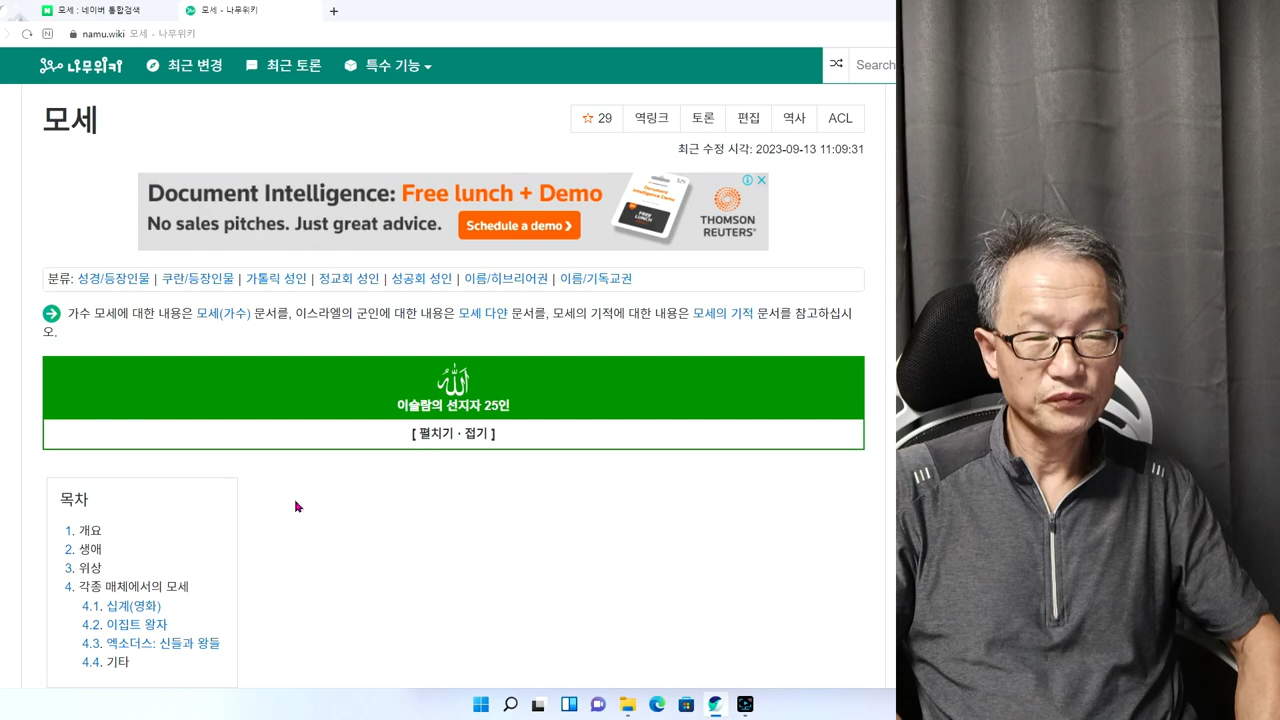 모세 : 네이버 통합검색
모세 - 나무위키
namu.wiki 모세 - 나무위키
나무위키 최근 변경 최근 토론 특수 기능 Search
모세
29 역링크 토론 편집 역사 ACL
최근 수정 시각: 2023-09-13 11:09:31
Document Intelligence: Free lunch + Demo
No sales pitches. Just great advice. Schedule a demo
FREE LUNCH
THOMSON REUTERS
분류: 성경/등장인물 | 쿠란/등장인물 | 가톨릭 성인 | 정교회 성인 | 성공회 성인 | 이름/히브리어권 | 이름/기독교권
가수 모세에 대한 내용은 모세(가수) 문서를, 이스라엘의 군인에 대한 내용은 모셰 다얀 문서를, 모세의 기적에 대한 내용은 모세의 기적 문서를 참고하십시
오.
الله
이슬람의 선지자 25인
[ 펼치기 · 접기 ]
목차
1. 개요
2. 생애
3. 위상
4. 각종 매체에서의 모세
4.1. 십계(영화)
4.2. 이집트 왕자
4.3. 엑소더스: 신들과 왕들
4.4. 기타